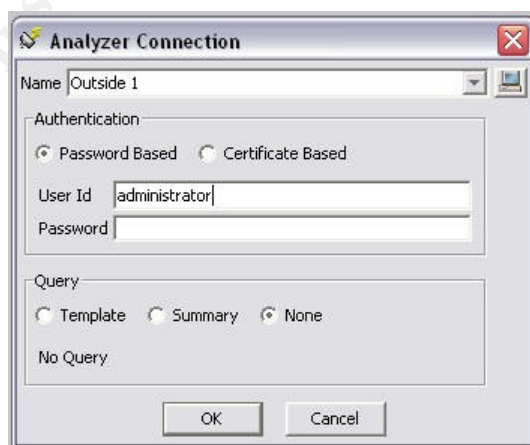 Analyzer Connection
Name Outside 1
Authentication
Password Based Certificate Based
User Id administrator
Password
Query
Template Summary None
No Query
OK Cancel